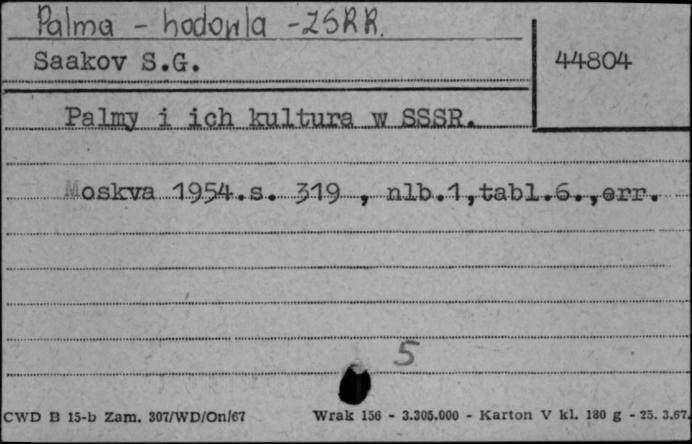 Palma - hodowla - ZSRR.
Saakov S.G.
44804
Palmy i ich kultura w SSSR.
Moskva 1954.s. 319 , nlb.1,tabl.6.,err.
5
CWD B 15-b Zam. 307/WD/On/67 Wrak 156 - 3.305.000 - Karton V kl. 180 g - 25. 3.67.